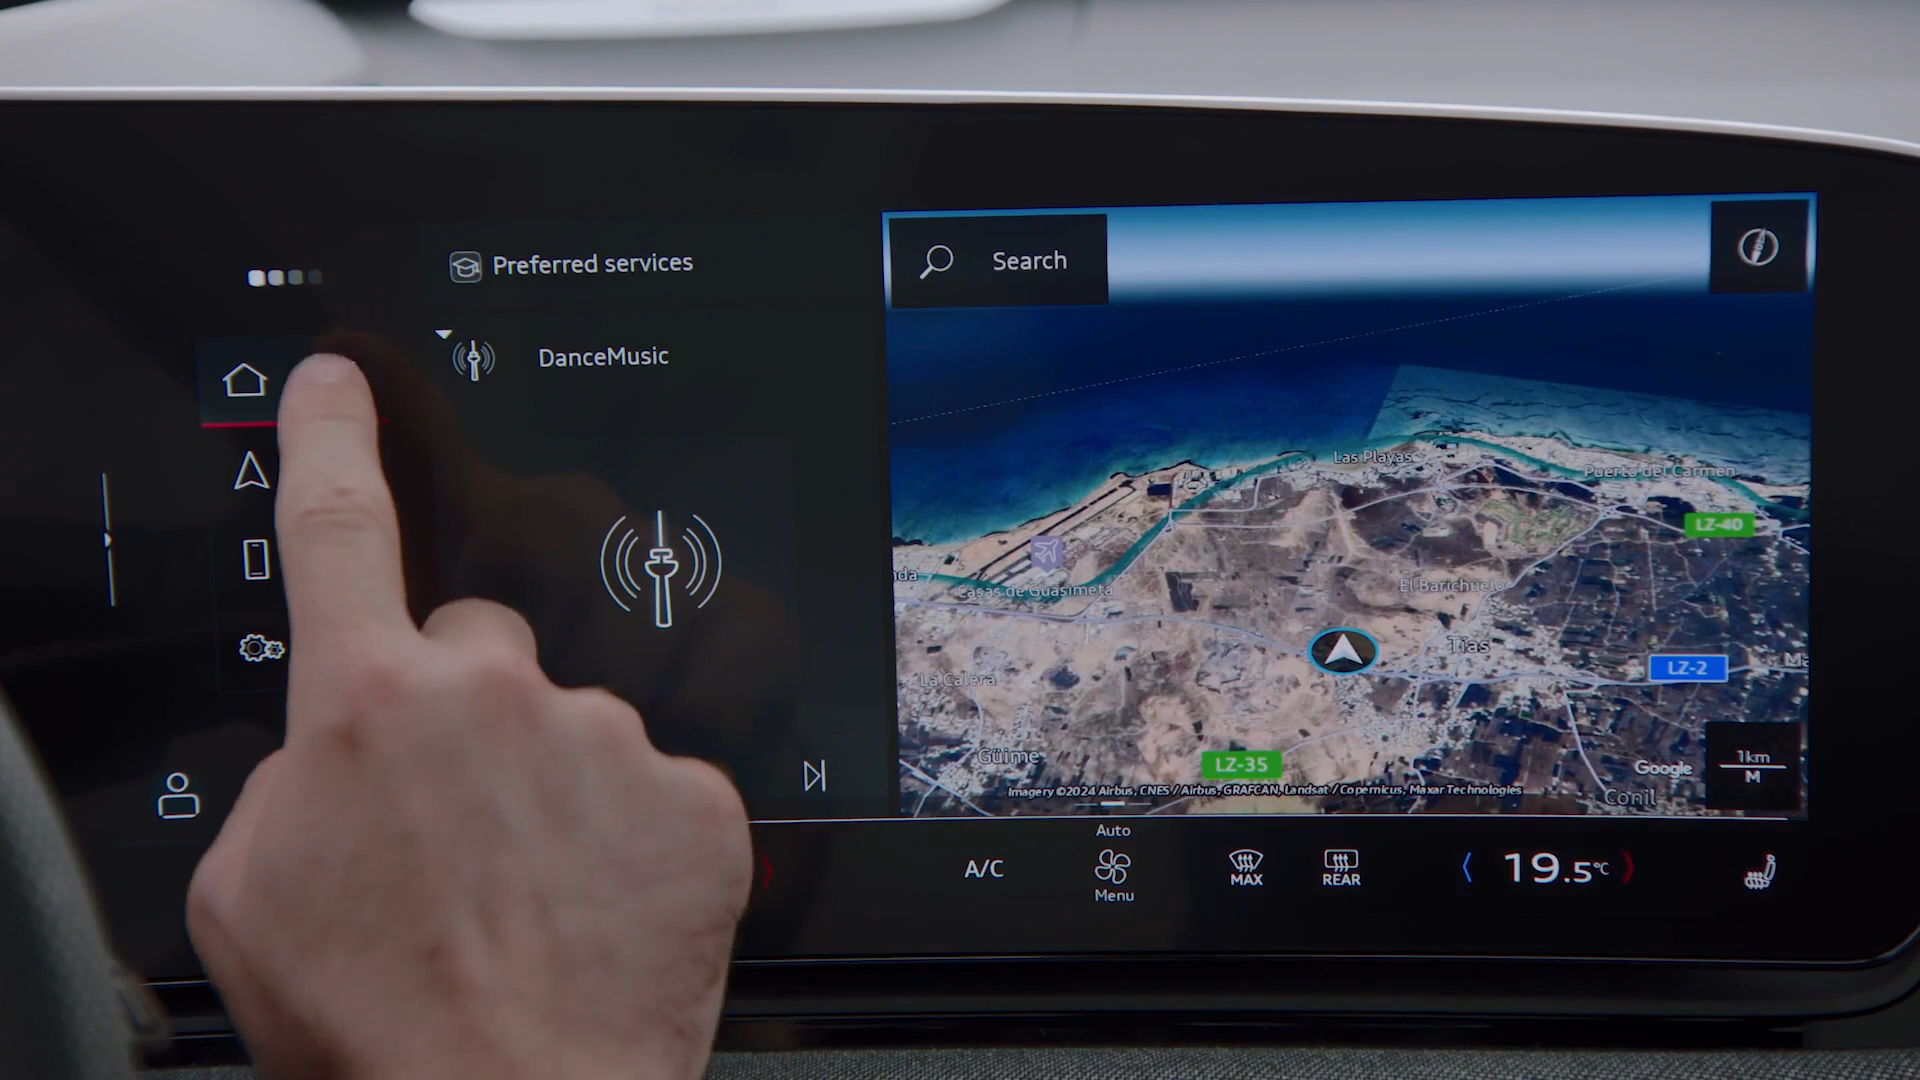 Preferred services
Search
DanceMusic
Las Playas
Puerto del Carmen
LZ-40
nda
Casas de Guasimeta
El Barichuelo
Tías
LZ-2
Ma
La Calera
Güime
LZ-35
Google
1km
M
Imagery ©2024 Airbus, CNES / Airbus, GRAFCAN, Landsat / Copernicus, Maxar Technologies
Conil
Auto
A/C
MAX
REAR
19.5°C
Menu